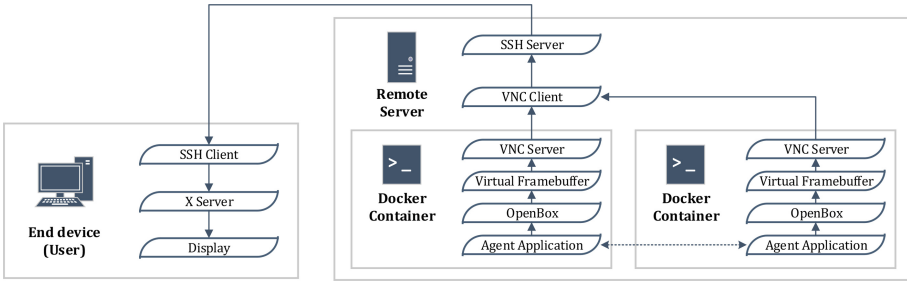 SSH Server
Remote
Server
VNC Client
SSH Client
X Server
Display
End device
(User)
>_
Docker
Container
VNC Server
Virtual Framebuffer
OpenBox
Agent Application
>_
Docker
Container
VNC Server
Virtual Framebuffer
OpenBox
Agent Application